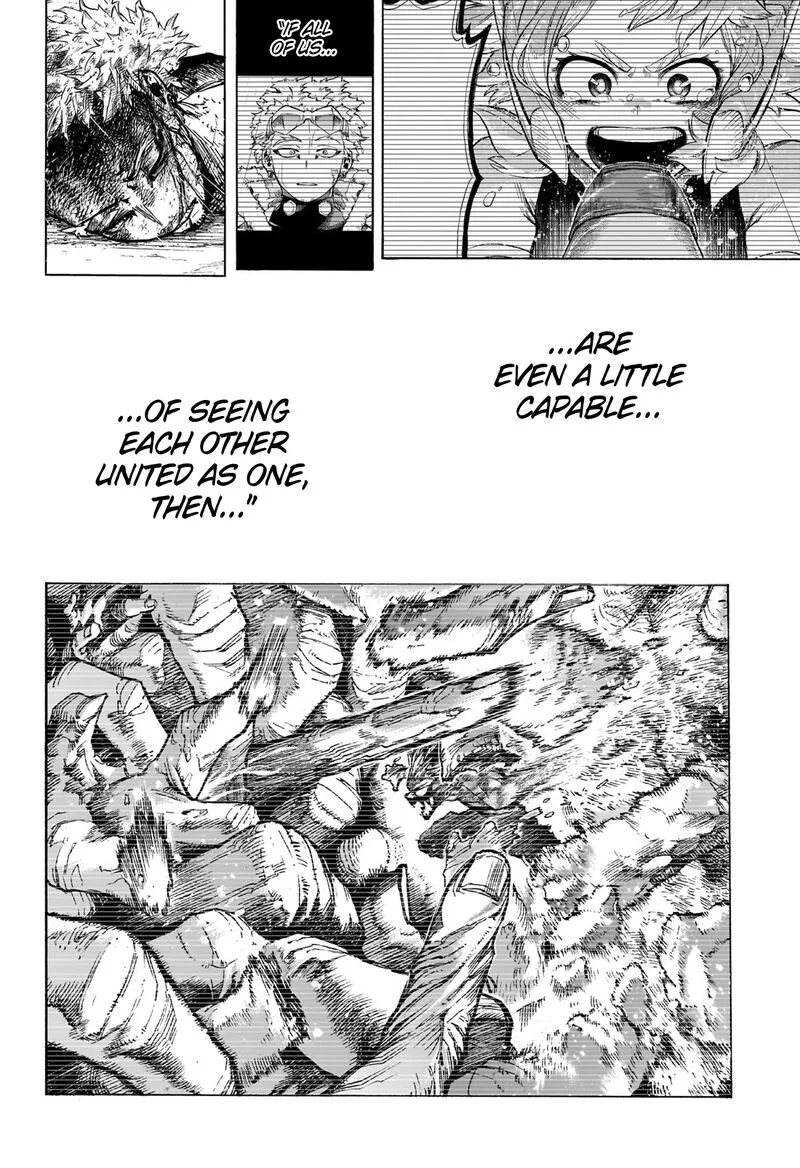 "IF ALL
OF US...
...ARE
EVEN A LITTLE
CAPABLE...
...OF SEEING
EACH OTHER
UNITED AS ONE,
THEN..."